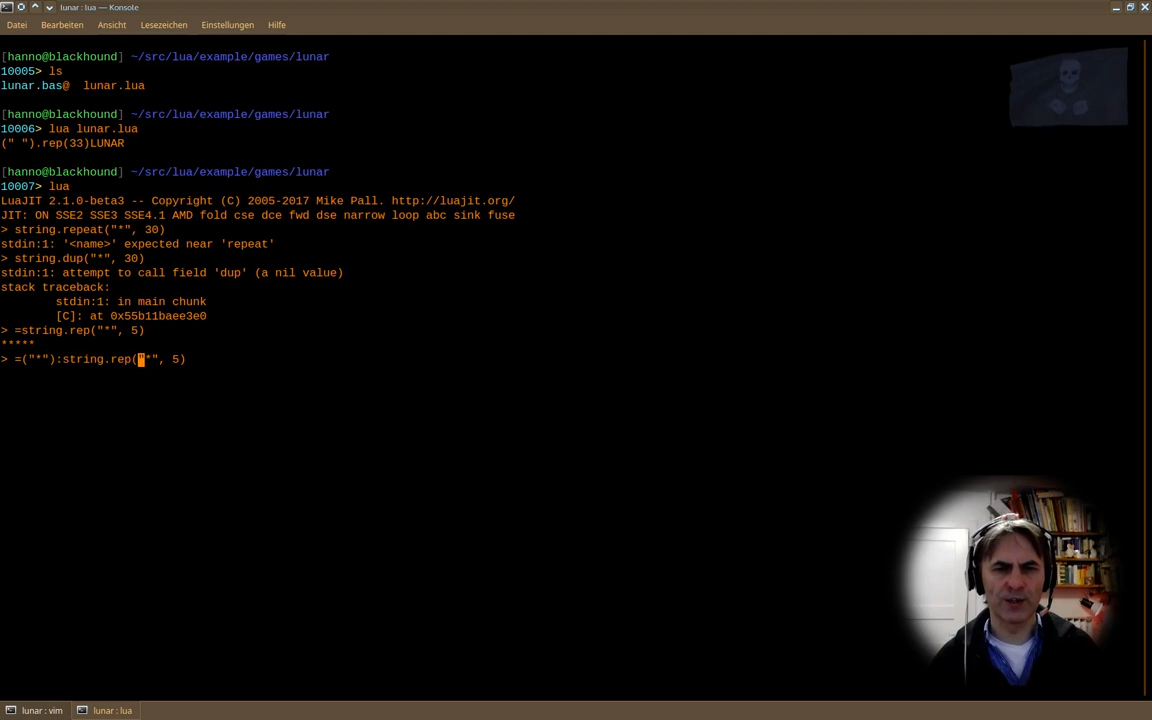 lunar : lua — Konsole
Datei Bearbeiten Ansicht Lesezeichen Einstellungen Hilfe
[hanno@blackhound] ~/src/lua/example/games/lunar
10005> ls
lunar.bas@  lunar.lua
[hanno@blackhound] ~/src/lua/example/games/lunar
10006> lua lunar.lua
(" ").rep(33)LUNAR
[hanno@blackhound] ~/src/lua/example/games/lunar
10007> lua
LuaJIT 2.1.0-beta3 -- Copyright (C) 2005-2017 Mike Pall. http://luajit.org/
JIT: ON SSE2 SSE3 SSE4.1 AMD fold cse dce fwd dse narrow loop abc sink fuse
> string.repeat("*", 30)
stdin:1: '<name>' expected near 'repeat'
> string.dup("*", 30)
stdin:1: attempt to call field 'dup' (a nil value)
stack traceback:
        stdin:1: in main chunk
        [C]: at 0x55b11baee3e0
> =string.rep("*", 5)
*****
> =("*"):string.rep("*", 5)
lunar : vim lunar : lua